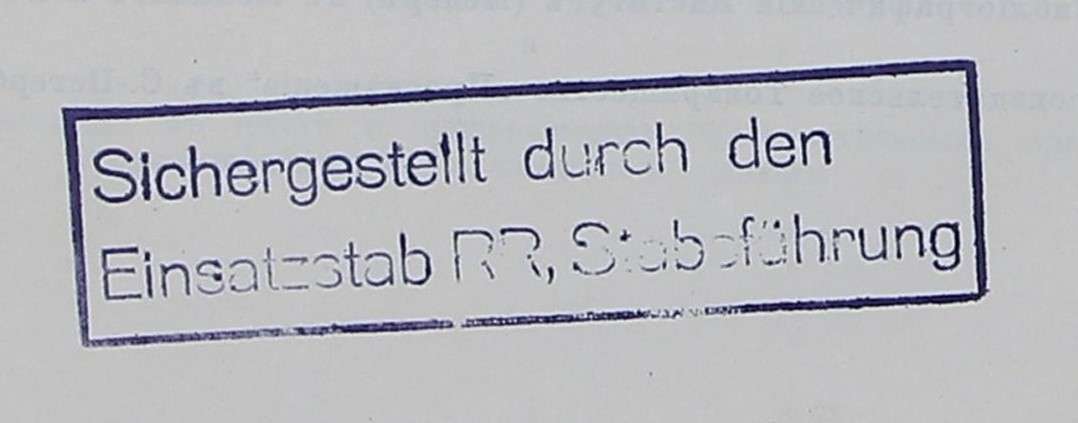 Sichergestellt durch den
Einsatzstab RR, Stabsführung